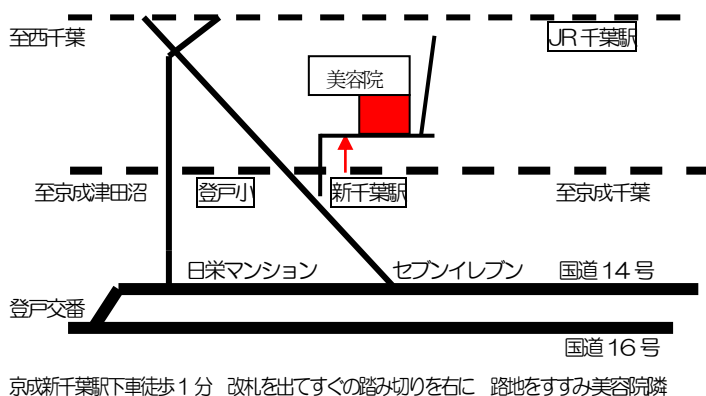 至西千葉
JR千葉駅
美容院
至京成津田沼
登戸小
新千葉駅
至京成千葉
日栄マンション
セブンイレブン
国道14号
登戸交番
国道16号
京成新千葉駅下車徒歩1分 改札を出てすぐの踏み切りを右に 路地をすすみ美容院隣